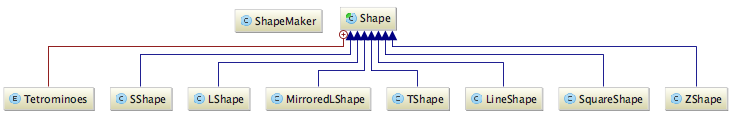 C ShapeMaker
C Shape
E Tetrominoes
C SShape
C LShape
C MirroredLShape
C TShape
C LineShape
C SquareShape
C ZShape